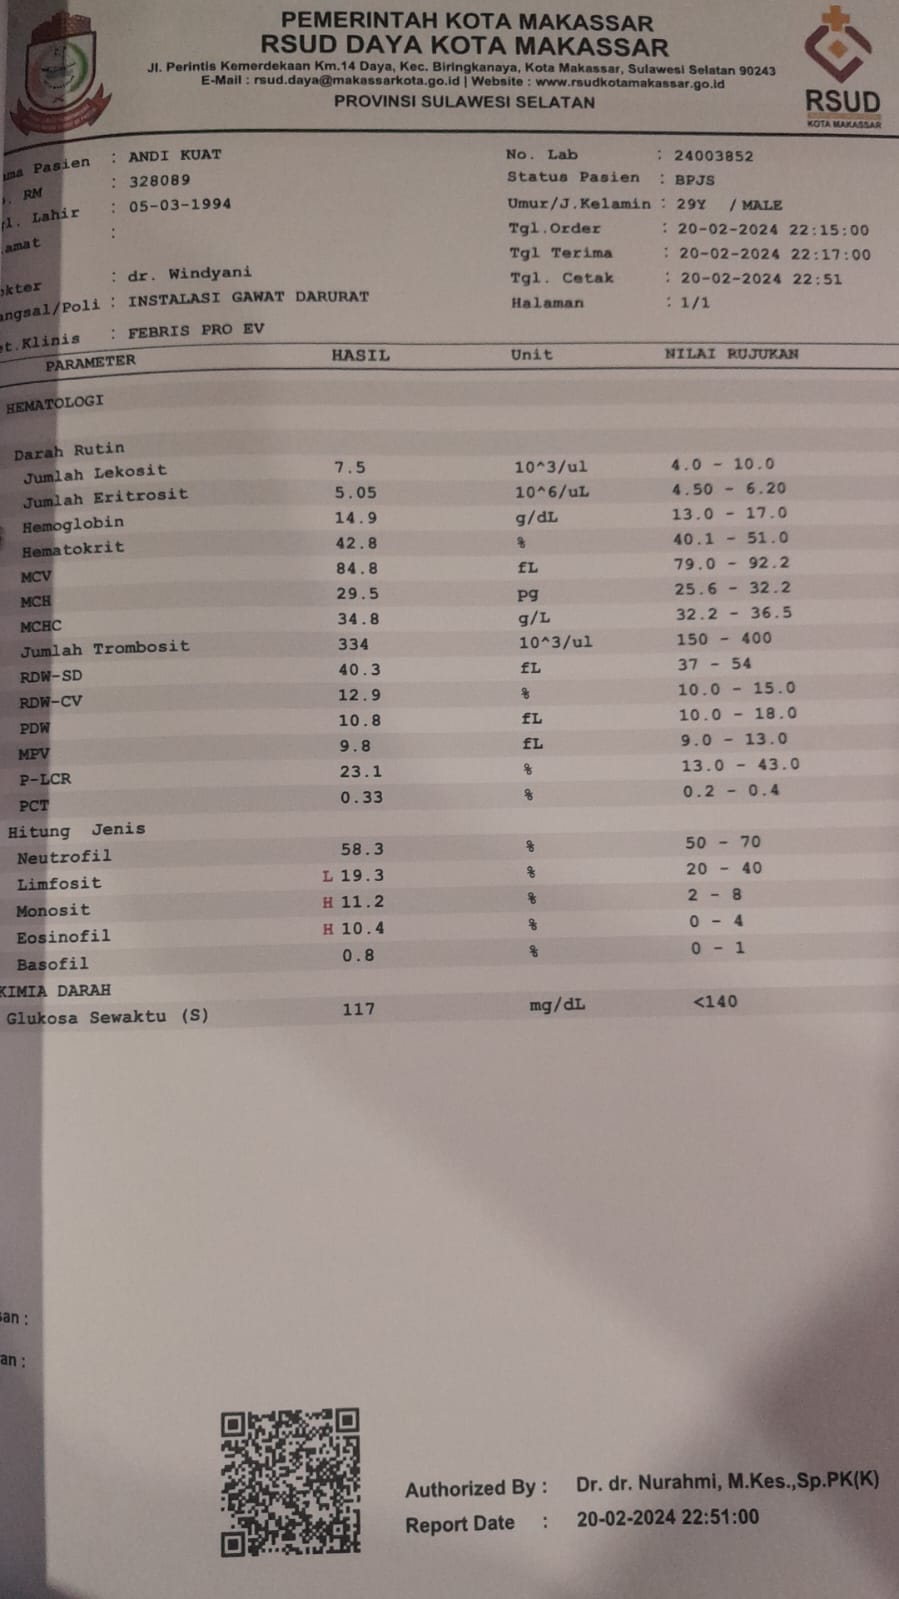 PEMERINTAH KOTA MAKASSAR
RSUD DAYA KOTA MAKASSAR
Jl. Perintis Kemerdekaan Km.14 Daya, Kec. Biringkanaya, Kota Makassar, Sulawesi Selatan 90243
E-Mail : rsud.daya@makassarkota.go.id | Website : www.rsudkotamakassar.go.id
PROVINSI SULAWESI SELATAN
RSUD
KOTA MAKASSAR
ma Pasien : ANDI KUAT
. RM : 328089
l. Lahir : 05-03-1994
amat :
kter : dr. Windyani
ngsal/Poli : INSTALASI GAWAT DARURAT
t.Klinis : FEBRIS PRO EV
No. Lab : 24003852
Status Pasien : BPJS
Umur/J.Kelamin : 29Y / MALE
Tgl.Order : 20-02-2024 22:15:00
Tgl Terima : 20-02-2024 22:17:00
Tgl. Cetak : 20-02-2024 22:51
Halaman : 1/1
PARAMETER HASIL Unit NILAI RUJUKAN
HEMATOLOGI
Darah Rutin
Jumlah Lekosit 7.5 10^3/ul 4.0 - 10.0
Jumlah Eritrosit 5.05 10^6/uL 4.50 - 6.20
Hemoglobin 14.9 g/dL 13.0 - 17.0
Hematokrit 42.8 % 40.1 - 51.0
MCV 84.8 fL 79.0 - 92.2
MCH 29.5 pg 25.6 - 32.2
MCHC 34.8 g/L 32.2 - 36.5
Jumlah Trombosit 334 10^3/ul 150 - 400
RDW-SD 40.3 fL 37 - 54
RDW-CV 12.9 % 10.0 - 15.0
PDW 10.8 fL 10.0 - 18.0
MPV 9.8 fL 9.0 - 13.0
P-LCR 23.1 % 13.0 - 43.0
PCT 0.33 % 0.2 - 0.4
Hitung Jenis
Neutrofil 58.3 % 50 - 70
Limfosit L 19.3 % 20 - 40
Monosit H 11.2 % 2 - 8
Eosinofil H 10.4 % 0 - 4
Basofil 0.8 % 0 - 1
KIMIA DARAH
Glukosa Sewaktu (S) 117 mg/dL <140
an :
an :
Authorized By : Dr. dr. Nurahmi, M.Kes.,Sp.PK(K)
Report Date : 20-02-2024 22:51:00